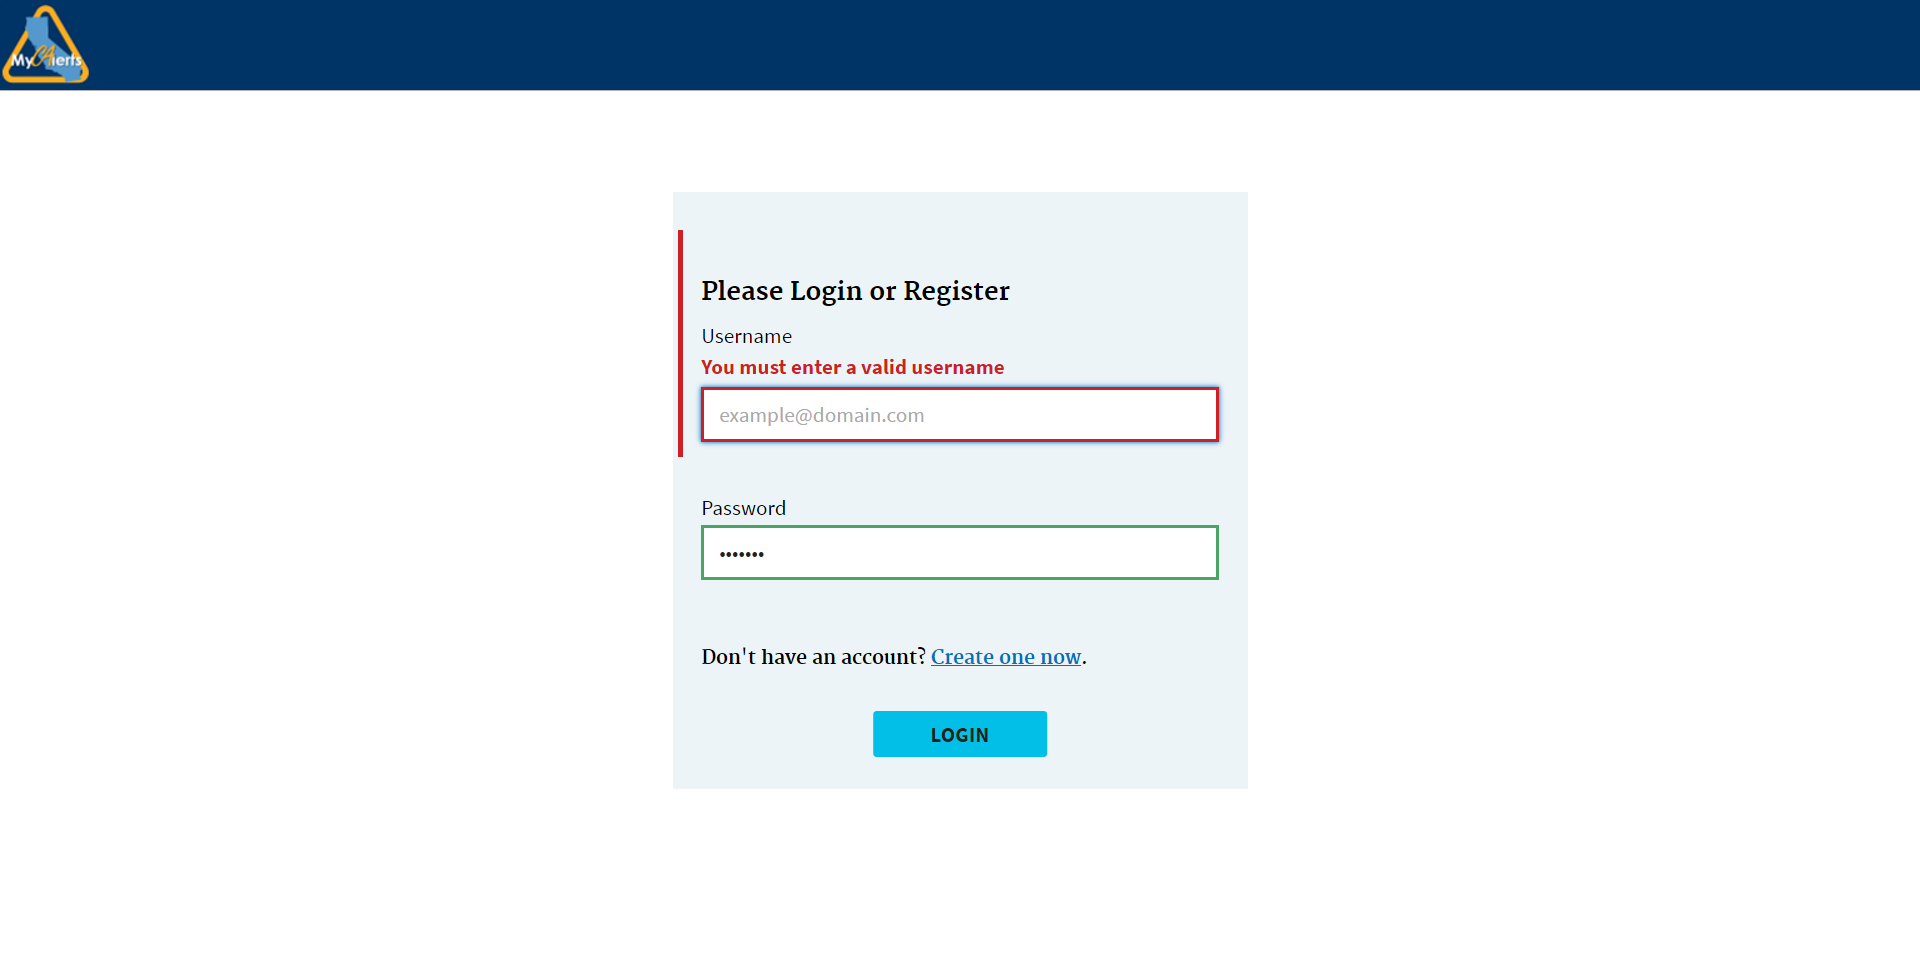 MyCAlerts
Please Login or Register
Username
You must enter a valid username
example@domain.com
Password
•••••••
Don't have an account? Create one now.
LOGIN